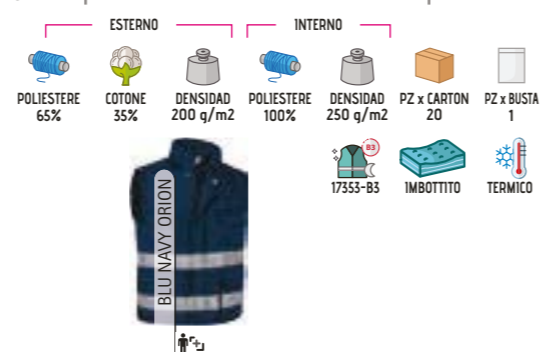 ESTERNO
INTERNO
POLIESTERE
65%
COTONE
35%
DENSIDAD
200 g/m2
POLIESTERE
100%
DENSIDAD
250 g/m2
PZ x CARTON
20
PZ x BUSTA
1
B3
17353-B3
IMBOTTITO
TERMICO
BLU NAVY ORION